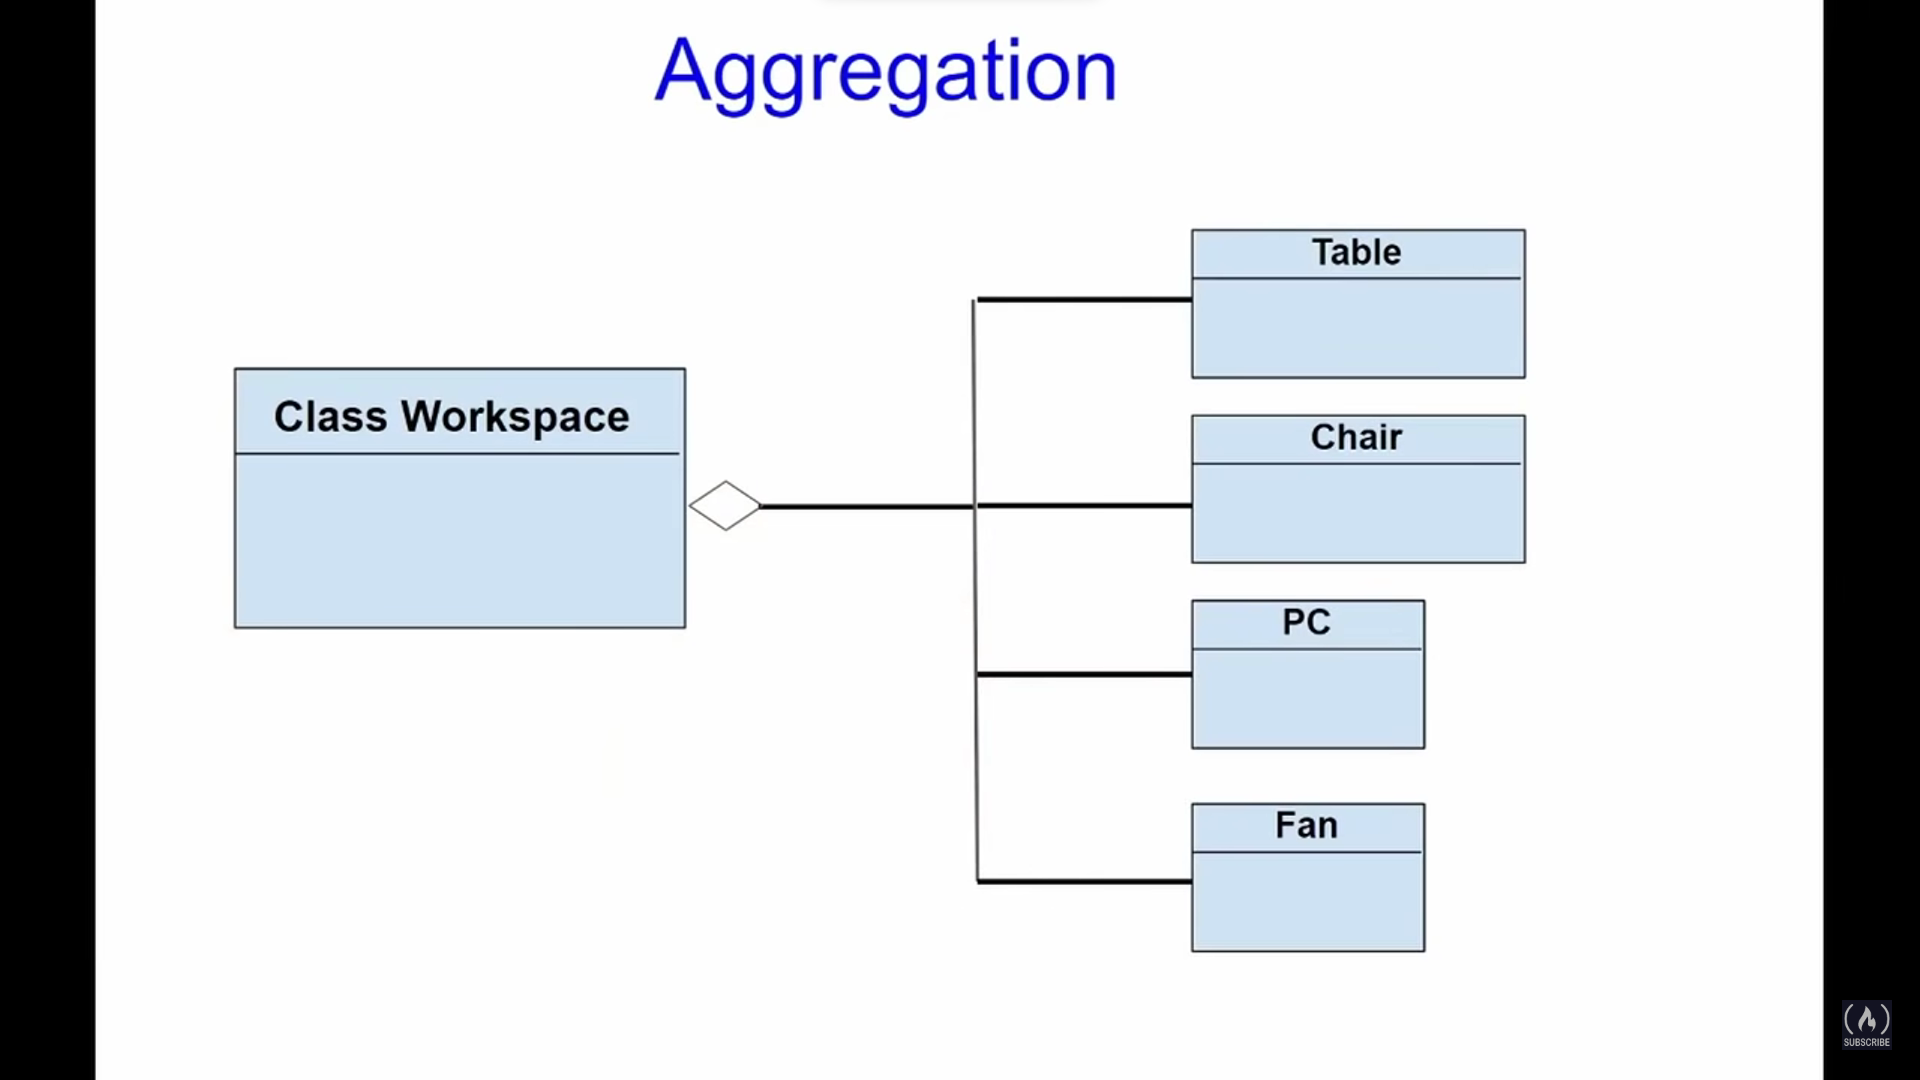 Aggregation
Class Workspace
Table
Chair
PC
Fan
SUBSCRIBE